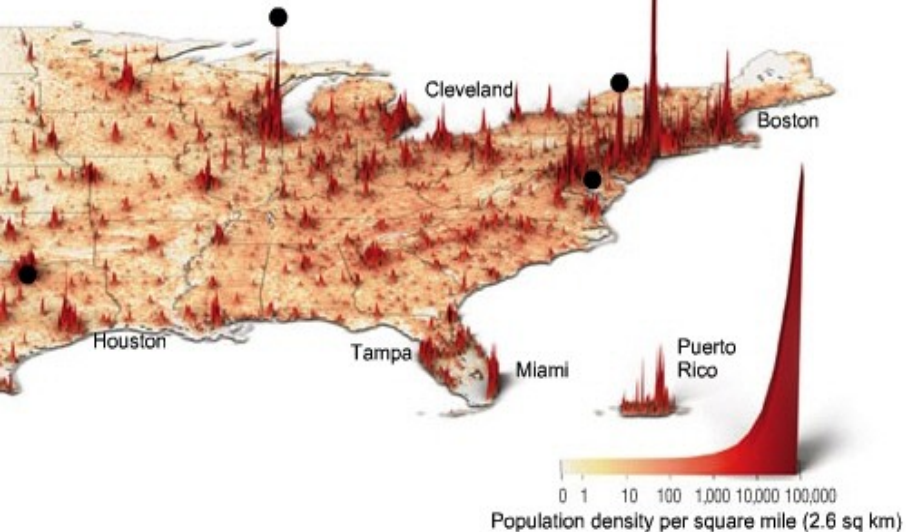 Cleveland
Boston
Houston
Tampa
Miami
Puerto
Rico
0 1 10 100 1,000 10,000 100,000
Population density per square mile (2.6 sq km)